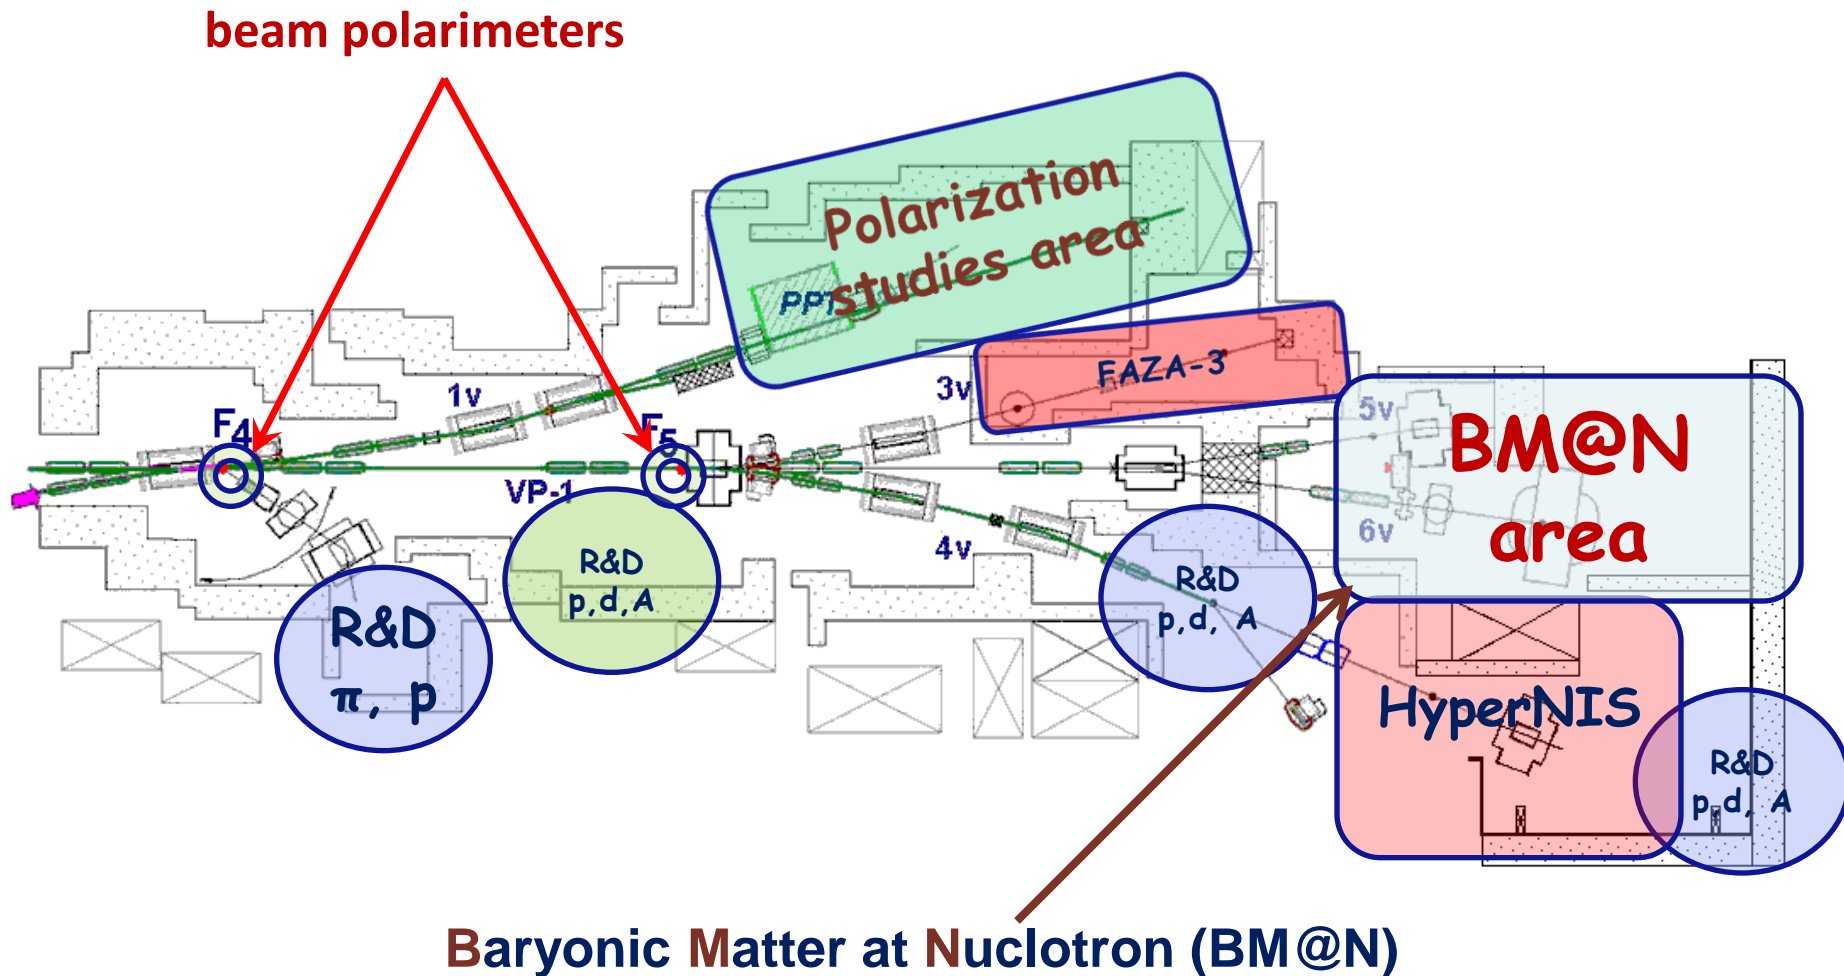 beam polarimeters
Polarization
studies area
PPT
FAZA-3
1v
3v
F4
F5
5v
BM@N
area
VP-1
4v
6v
R&D
p,d,A
R&D
p,d, A
R&D
π, p
HyperNIS
R&D
p,d, A
Baryonic Matter at Nuclotron (BM@N)